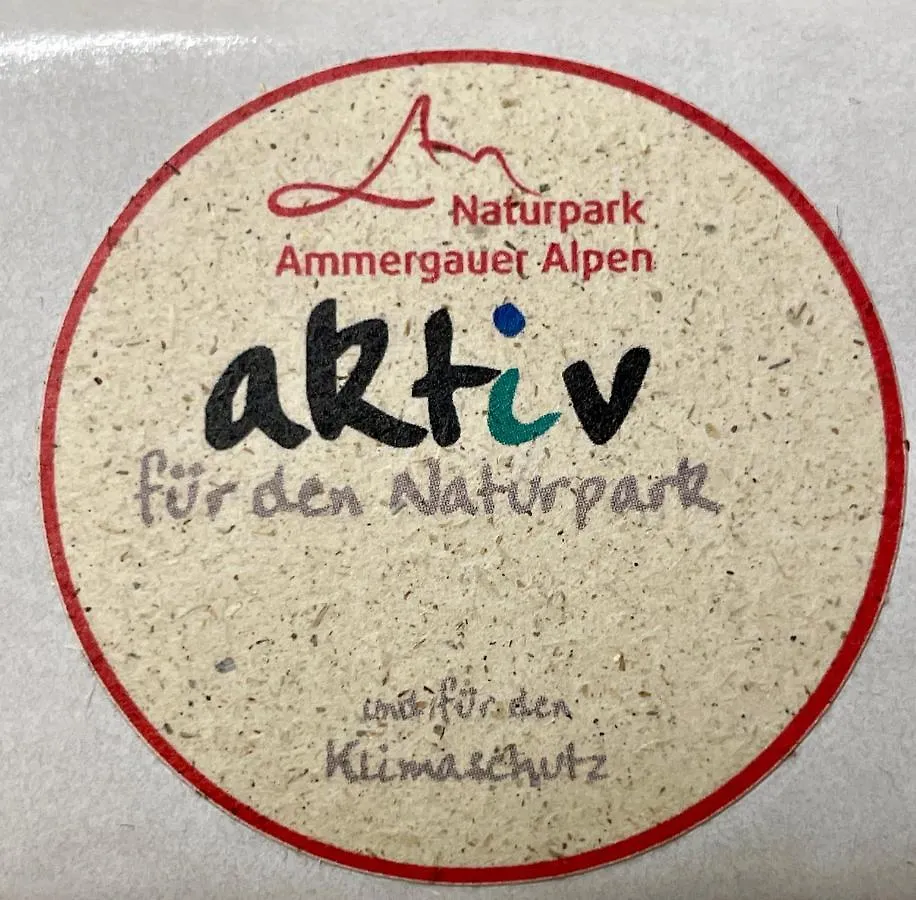 Naturpark
Ammergauer Alpen
aktiv
für den Naturpark
und für den
Klimaschutz